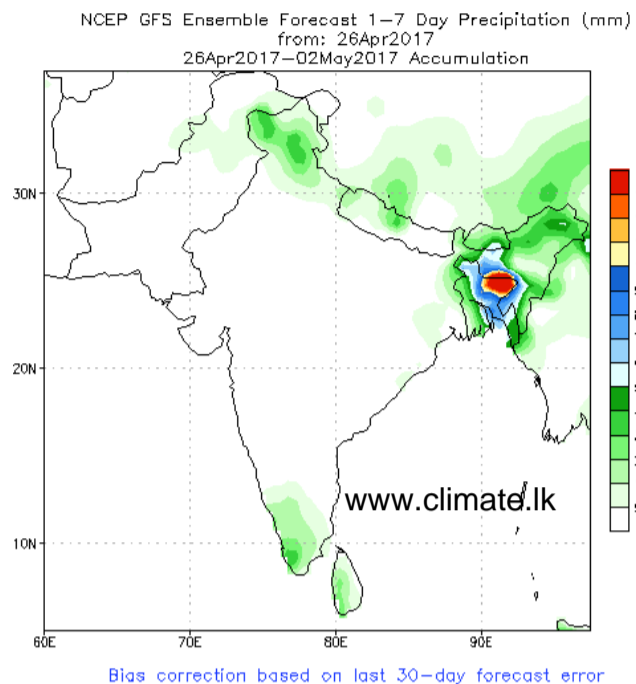 NCEP GFS Ensemble Forecast 1–7 Day Precipitation (mm)
from: 26Apr2017
26Apr2017–02May2017 Accumulation
30N
20N
10N
www.climate.lk
60E 70E 80E 90E
Bias correction based on last 30–day forecast error